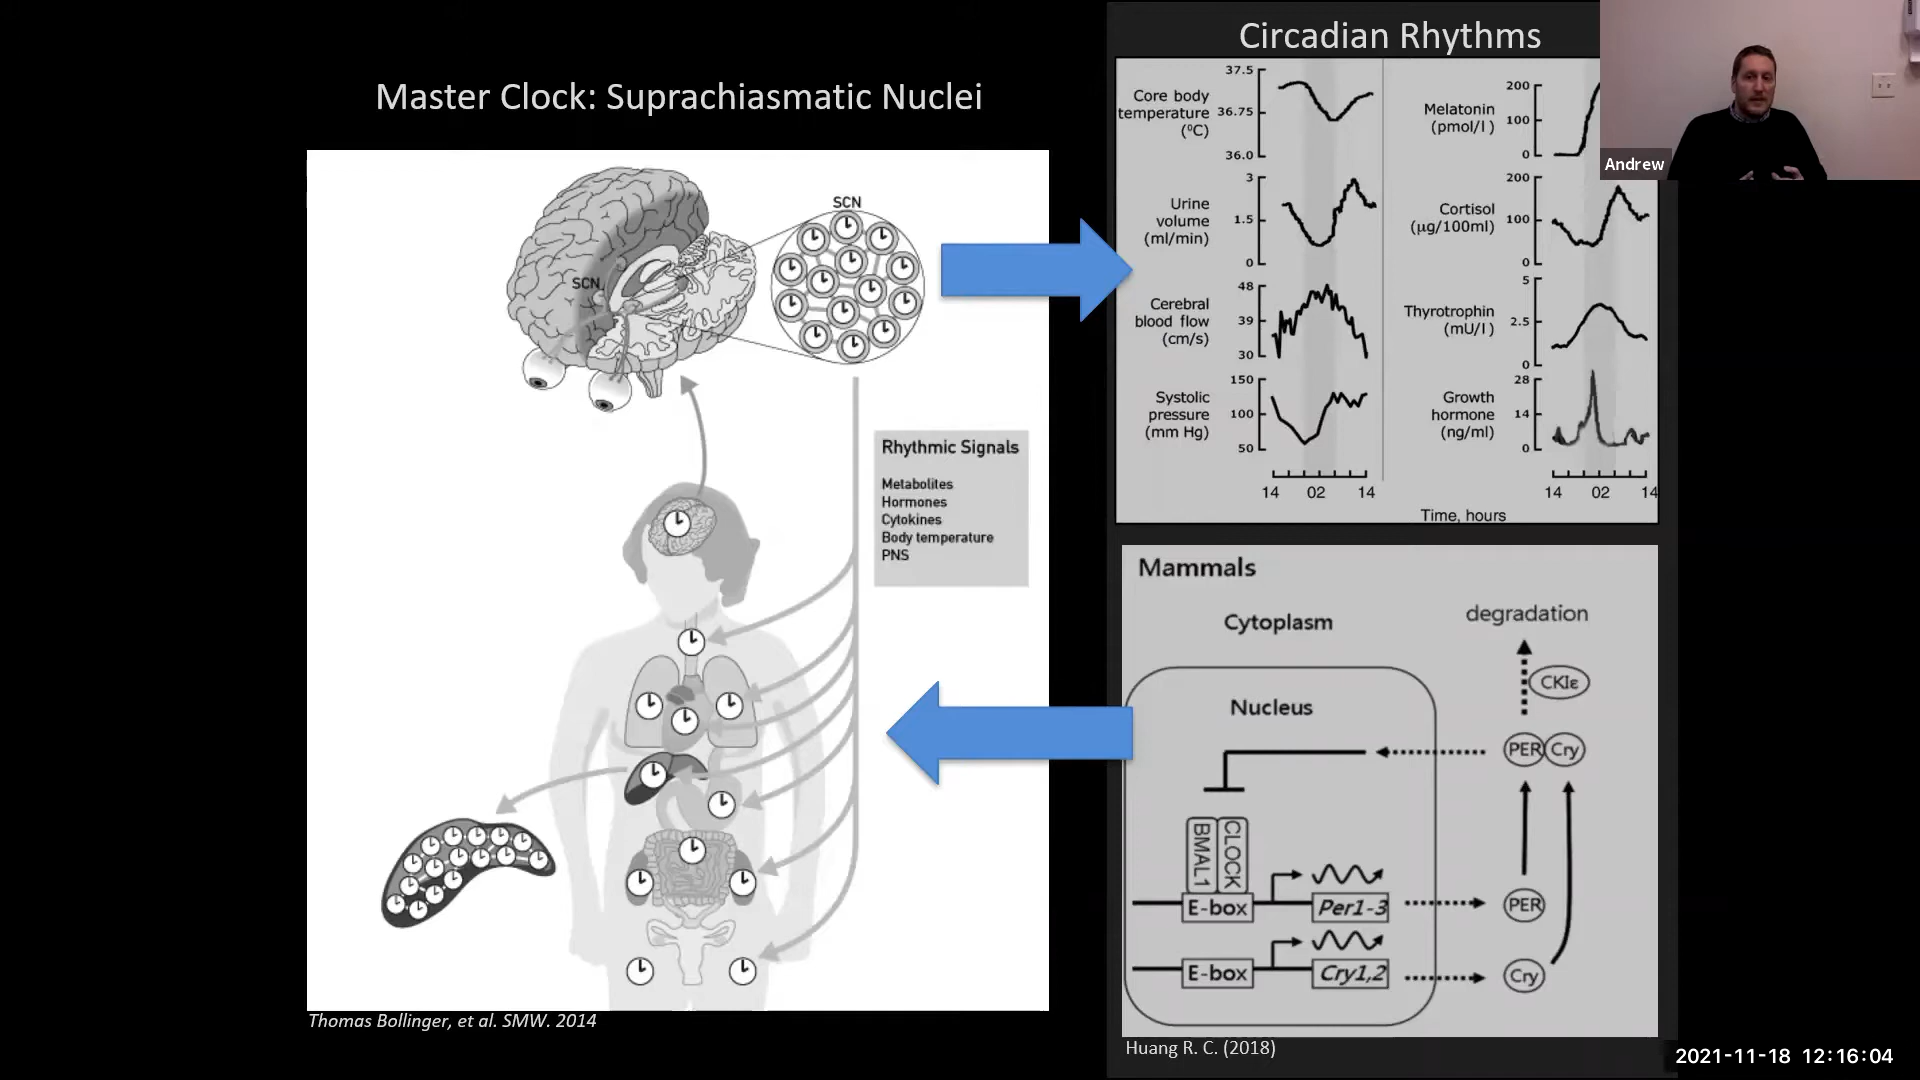 Master Clock: Suprachiasmatic Nuclei
SCN
SCN
Rhythmic Signals
Metabolites
Hormones
Cytokines
Body temperature
PNS
Thomas Bollinger, et al. SMW. 2014
Circadian Rhythms
Core body
temperature
(⁰C)
37.5
36.75
36.0
Urine
volume
(ml/min)
3
1.5
0
Cerebral
blood flow
(cm/s)
48
39
30
Systolic
pressure
(mm Hg)
150
100
50
14 02 14
Melatonin
(pmol/l)
200
100
0
Cortisol
(µg/100ml)
200
100
0
Thyrotrophin
(mU/l)
5
2.5
0
Growth
hormone
(ng/ml)
28
14
0
14 02 14
Time, hours
Andrew
Mammals
Cytoplasm
degradation
CKIε
Nucleus
PER Cry
BMAL1
CLOCK
E-box
Per1-3
PER
E-box
Cry1,2
Cry
Huang R. C. (2018)
2021-11-18 12:16:04